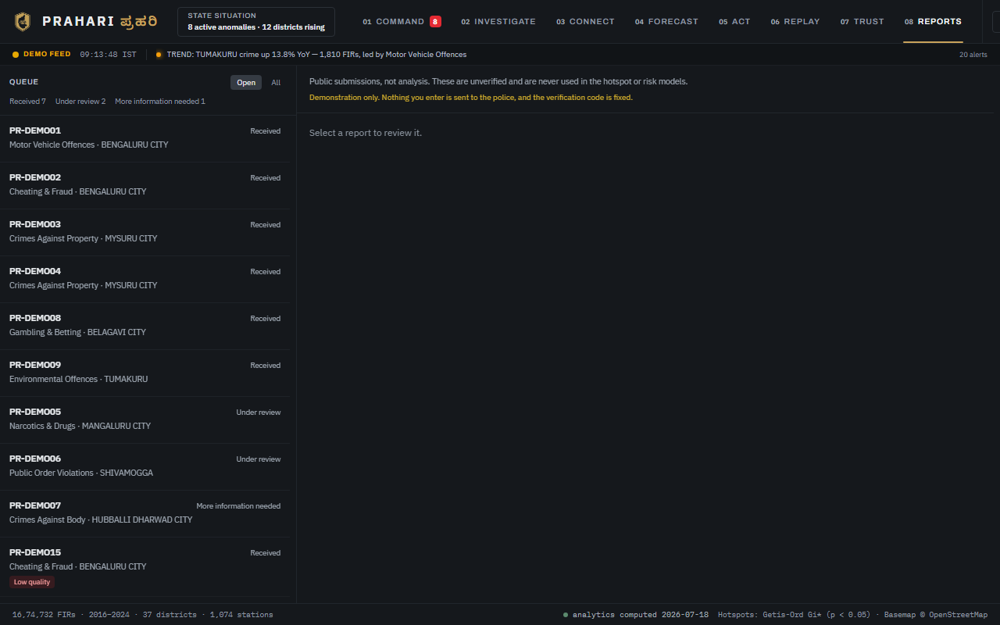 PRAHARI ಪ್ರಹರಿ
STATE SITUATION
8 active anomalies · 12 districts rising
01 COMMAND 8
02 INVESTIGATE
03 CONNECT
04 FORECAST
05 ACT
06 REPLAY
07 TRUST
08 REPORTS
DEMO FEED 09:13:48 IST
TREND: TUMAKURU crime up 13.8% YoY — 1,810 FIRs, led by Motor Vehicle Offences
20 alerts
QUEUE
Open
All
Received 7 Under review 2 More information needed 1
PR-DEMO01 Received
Motor Vehicle Offences · BENGALURU CITY
PR-DEMO02 Received
Cheating & Fraud · BENGALURU CITY
PR-DEMO03 Received
Crimes Against Property · MYSURU CITY
PR-DEMO04 Received
Crimes Against Property · MYSURU CITY
PR-DEMO08 Received
Gambling & Betting · BELAGAVI CITY
PR-DEMO09 Received
Environmental Offences · TUMAKURU
PR-DEMO05 Under review
Narcotics & Drugs · MANGALURU CITY
PR-DEMO06 Under review
Public Order Violations · SHIVAMOGGA
PR-DEMO07 More information needed
Crimes Against Body · HUBBALLI DHARWAD CITY
PR-DEMO15 Received
Cheating & Fraud · BENGALURU CITY
Low quality
Public submissions, not analysis. These are unverified and are never used in the hotspot or risk models.
Demonstration only. Nothing you enter is sent to the police, and the verification code is fixed.
Select a report to review it.
16,74,732 FIRs · 2016–2024 · 37 districts · 1,074 stations
analytics computed 2026-07-18 Hotspots: Getis-Ord Gi* (p < 0.05) · Basemap © OpenStreetMap